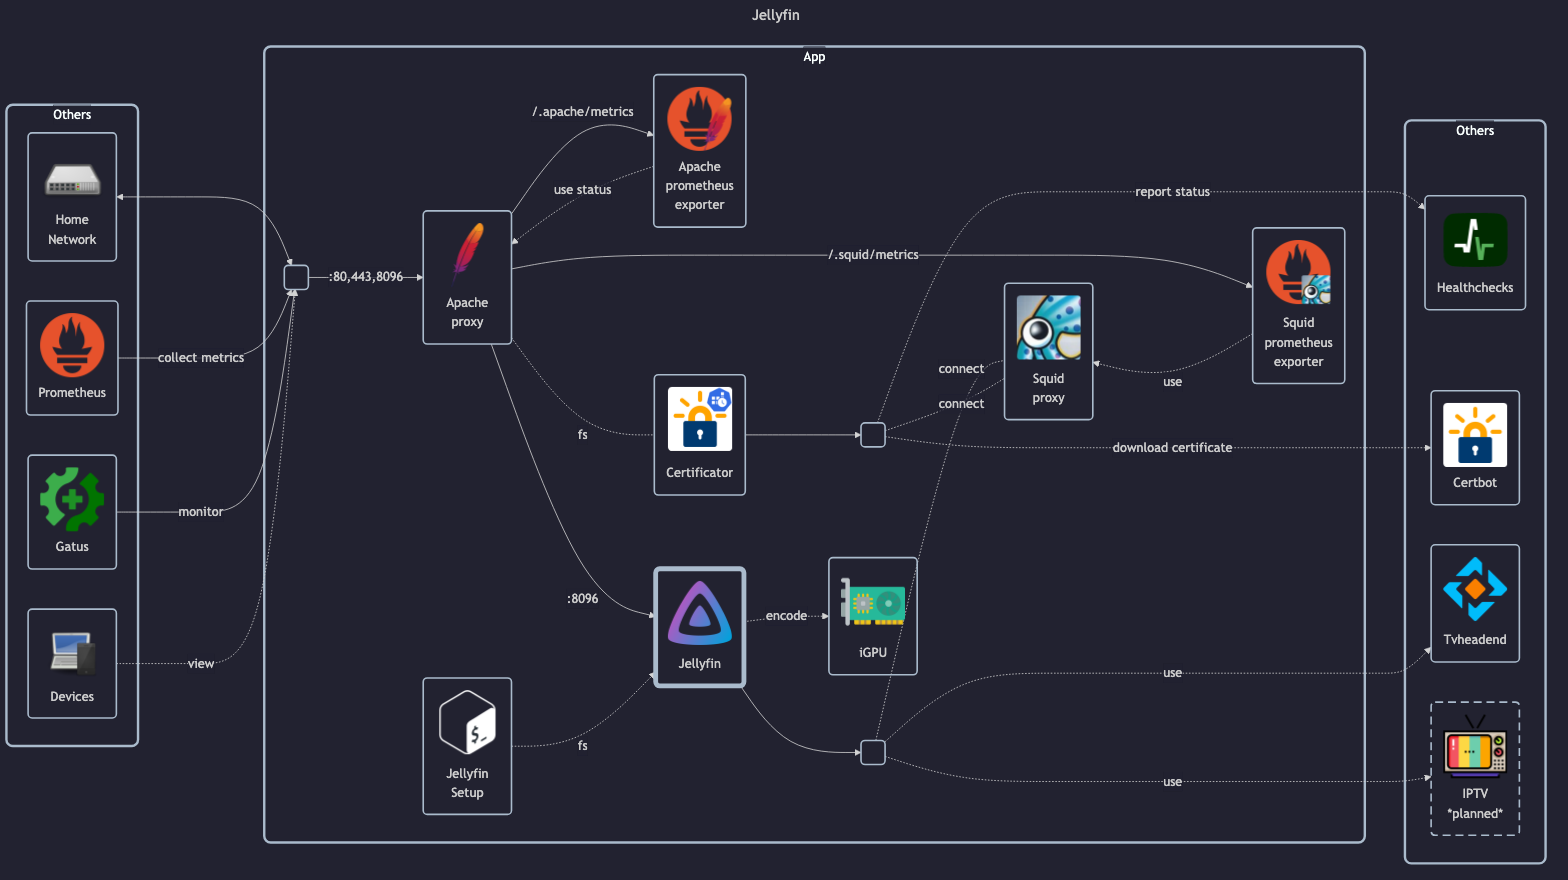 Jellyfin
App
Others
Home
Network
Prometheus
Gatus
Devices
collect metrics
monitor
view
:80,443,8096
Apache
proxy
/.apache/metrics
use status
Apache
prometheus
exporter
/.squid/metrics
fs
Certificator
:8096
Jellyfin
encode
iGPU
$_
Jellyfin
Setup
fs
connect
connect
Squid
proxy
use
Squid
prometheus
exporter
report status
download certificate
use
use
Others
Healthchecks
Certbot
Tvheadend
IPTV
*planned*